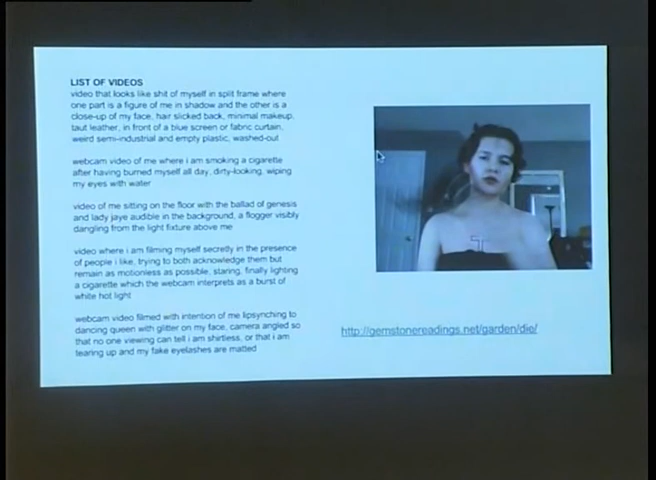 LIST OF VIDEOS
video that looks like shit of myself in split frame where
one part is a figure of me in shadow and the other is a
close-up of my face, hair slicked back, minimal makeup,
taut leather, in front of a blue screen or fabric curtain,
weird semi-industrial and empty plastic, washed-out
webcam video of me where i am smoking a cigarette
after having burned myself all day, dirty-looking, wiping
my eyes with water
video of me sitting on the floor with the ballad of genesis
and lady jaye audible in the background, a flogger visibly
dangling from the light fixture above me
video where i am filming myself secretly in the presence
of people i like, trying to both acknowledge them but
remain as motionless as possible, staring, finally lighting
a cigarette which the webcam interprets as a burst of
white hot light
webcam video filmed with intention of me lipsynching to
dancing queen with glitter on my face, camera angled so
that no one viewing can tell i am shirtless, or that i am
tearing up and my fake eyelashes are matted
http://gemstonereadings.net/garden/die/